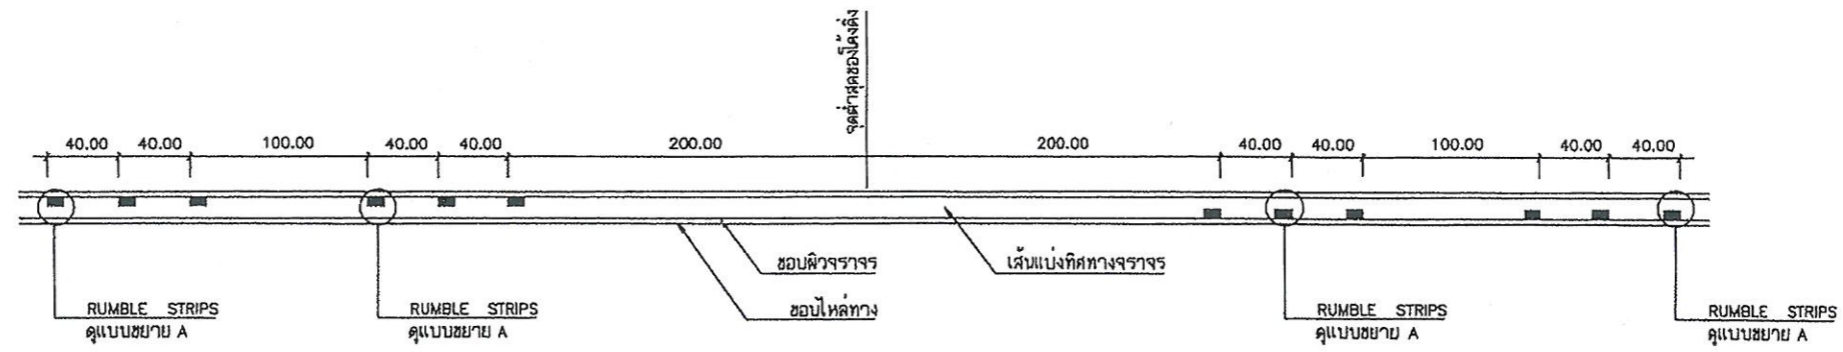 จุดต่ำสุดของโค้งดิ่ง
40.00 40.00 100.00 40.00 40.00 200.00 200.00 40.00 40.00 100.00 40.00 40.00
ขอบผิวจราจร
เส้นแบ่งทิศทางจราจร
ขอบไหล่ทาง
RUMBLE STRIPS
ดูแบบขยาย A
RUMBLE STRIPS
ดูแบบขยาย A
RUMBLE STRIPS
ดูแบบขยาย A
RUMBLE STRIPS
ดูแบบขยาย A